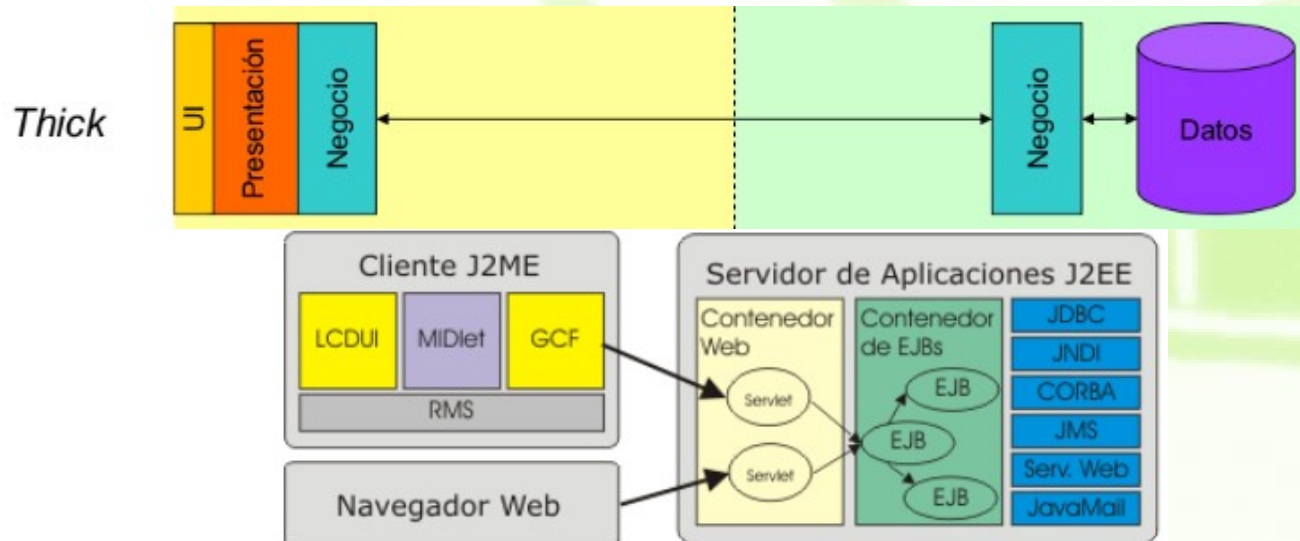 Thick
UI
Presentación
Negocio
Negocio
Datos
Cliente J2ME
LCDUI
MIDlet
GCF
RMS
Navegador Web
Servidor de Aplicaciones J2EE
Contenedor
Web
Servlet
Servlet
Contenedor
de EJBs
EJB
EJB
EJB
JDBC
JNDI
CORBA
JMS
Serv. Web
JavaMail